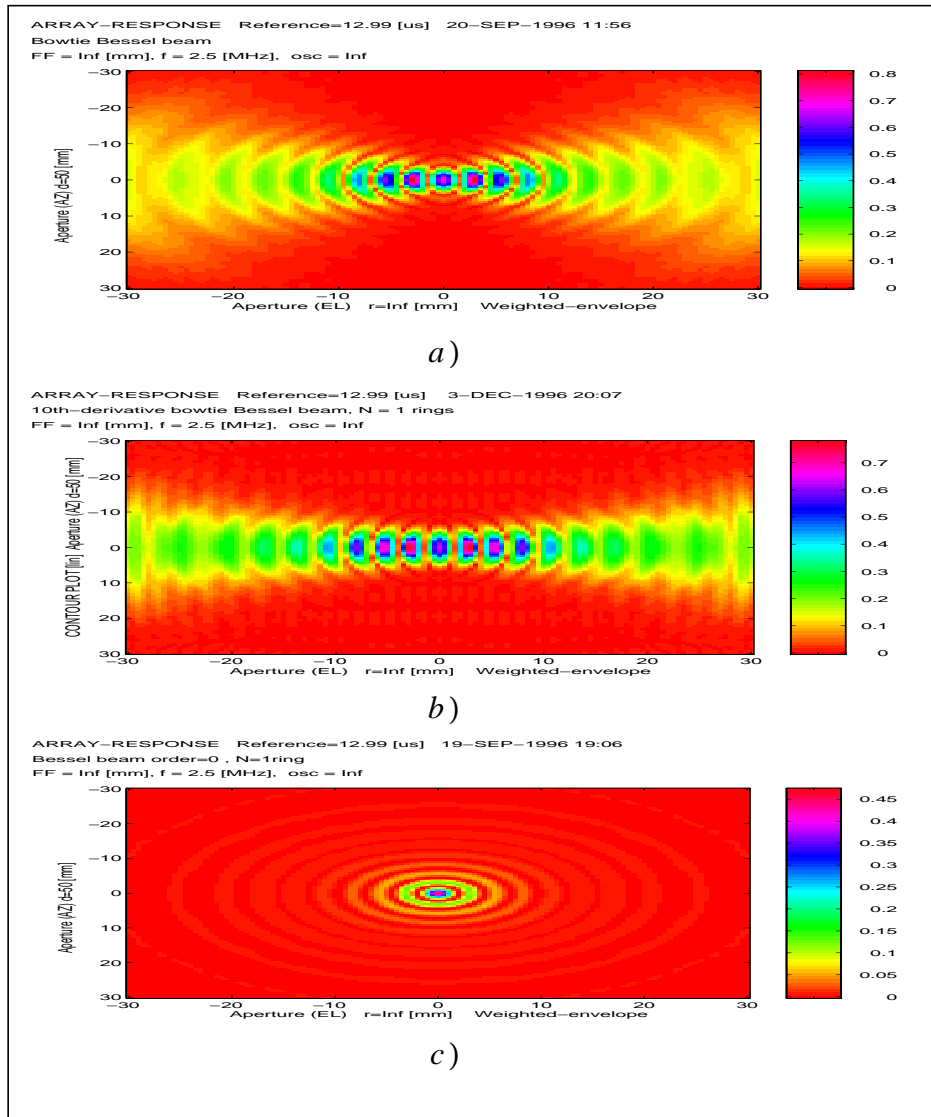 ARRAY−RESPONSE Reference=12.99 [us] 20−SEP−1996 11:56
Bowtie Bessel beam
FF = Inf [mm], f = 2.5 [MHz], osc = Inf
−30
−20
−10
0
10
20
30
Aperture (AZ) d=50 [mm]
−30 −20 −10 0 10 20 30
Aperture (EL) r=Inf [mm] Weighted−envelope
0.8
0.7
0.6
0.5
0.4
0.3
0.2
0.1
0
a)
ARRAY−RESPONSE Reference=12.99 [us] 3−DEC−1996 20:07
10th−derivative bowtie Bessel beam, N = 1 rings
FF = Inf [mm], f = 2.5 [MHz], osc = Inf
−30
−20
−10
0
10
20
30
CONTOUR PLOT [lin] Aperture (AZ) d=50 [mm]
−30 −20 −10 0 10 20 30
Aperture (EL) r=Inf [mm] Weighted−envelope
0.7
0.6
0.5
0.4
0.3
0.2
0.1
0
b)
ARRAY−RESPONSE Reference=12.99 [us] 19−SEP−1996 19:06
Bessel beam order=0 , N=1ring
FF = Inf [mm], f = 2.5 [MHz], osc = Inf
−30
−20
−10
0
10
20
30
Aperture (AZ) d=50 [mm]
−30 −20 −10 0 10 20 30
Aperture (EL) r=Inf [mm] Weighted−envelope
0.45
0.4
0.35
0.3
0.25
0.2
0.15
0.1
0.05
0
c)